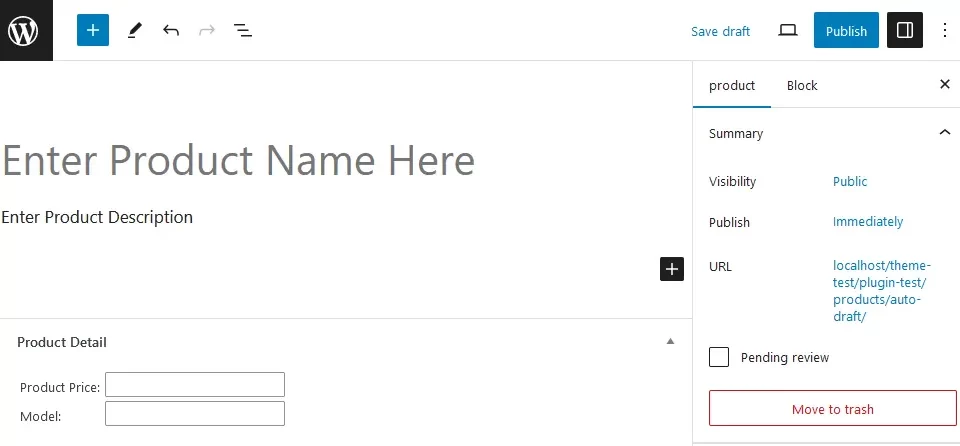 Save draft
Publish
product
Block
Summary
Enter Product Name Here
Visibility
Public
Enter Product Description
Publish
Immediately
URL
localhost/theme-
test/plugin-test/
products/auto-
draft/
Product Detail
Pending review
Product Price:
Model:
Move to trash